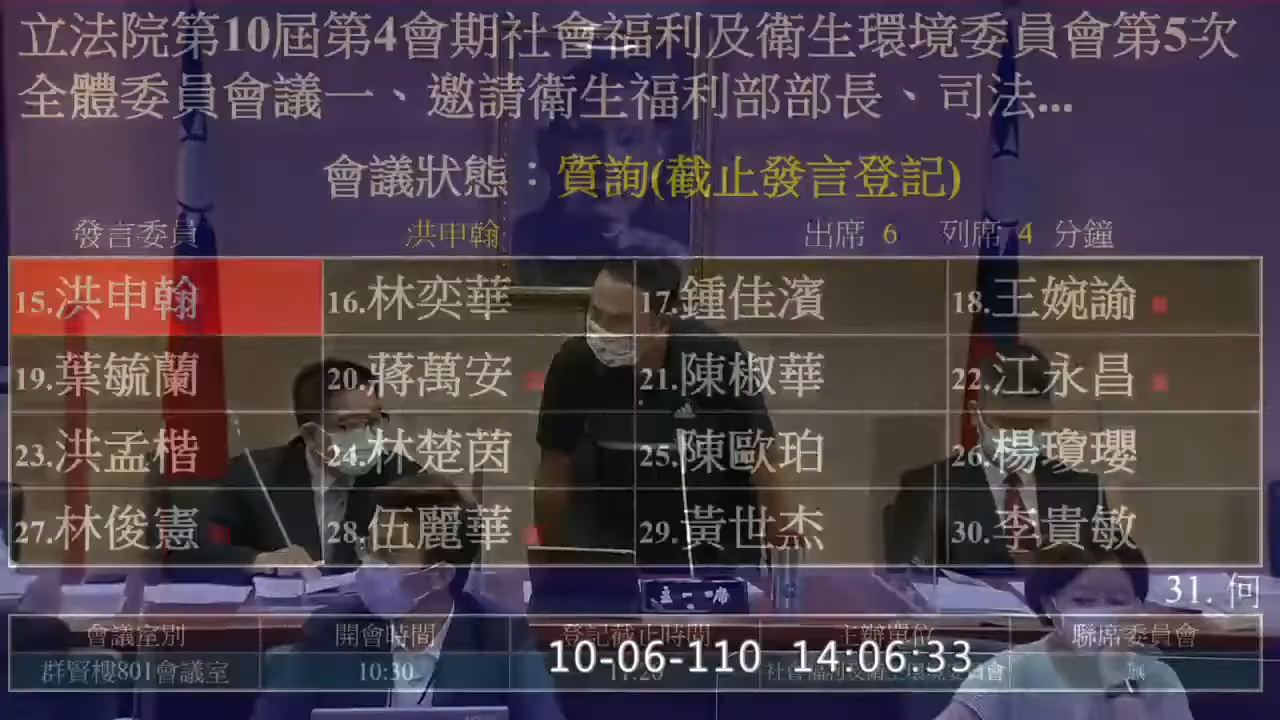 立法院第10屆第4會期社會福利及衛生環境委員會第5次
全體委員會議一、邀請衛生福利部部長、司法...
會議狀態：質詢(截止發言登記)
發言委員 洪申翰 出席 6 列席 4 分鐘
15.洪申翰 16.林奕華 17.鍾佳濱 18.王婉諭
19.葉毓蘭 20.蔣萬安 21.陳椒華 22.江永昌
23.洪孟楷 24.林楚茵 25.陳歐珀 26.楊瓊瓔
27.林俊憲 28.伍麗華 29.黃世杰 30.李貴敏
31. 何
主席
會議室別 開會時間 登記截止時間 主辦單位 聯席委員會
群賢樓801會議室 10:30 11:20 社會福利及衛生環境委員會 無
10-06-110 14:06:33